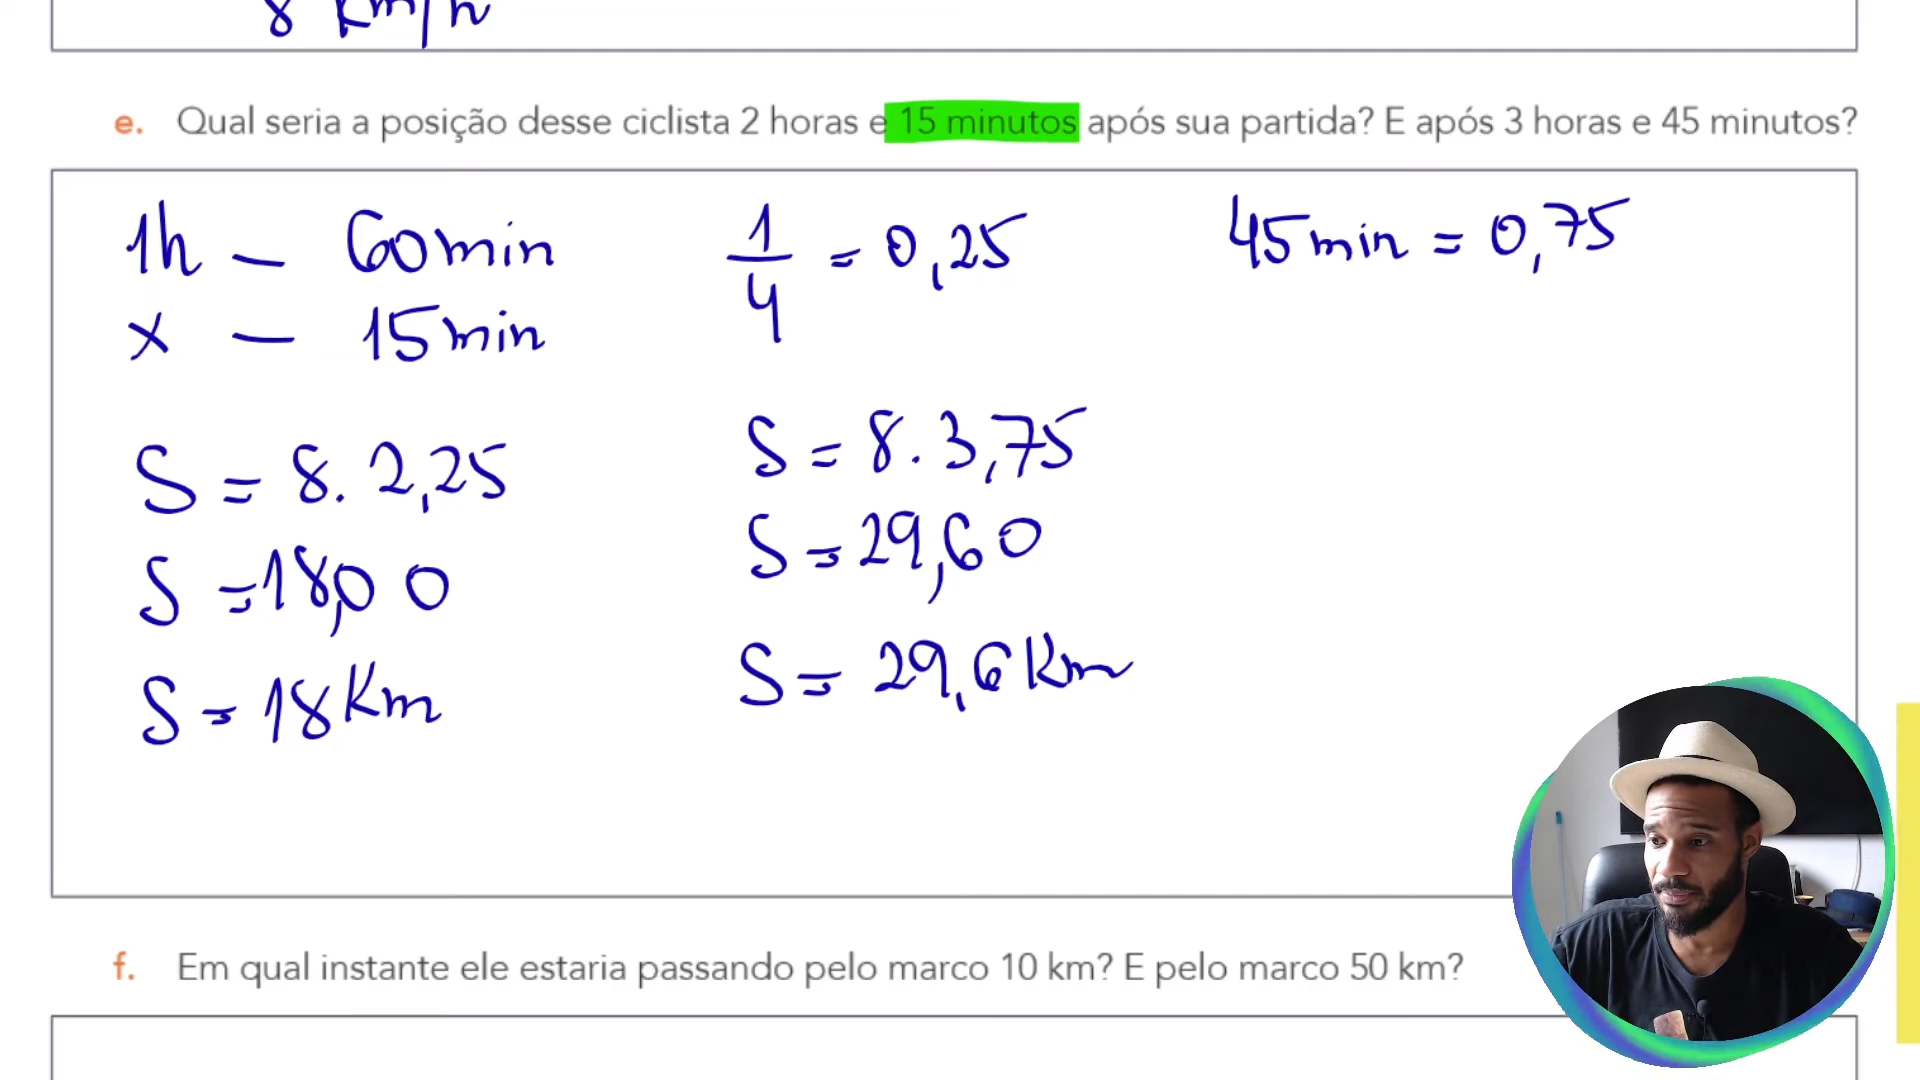 8 Km/h
e. Qual seria a posição desse ciclista 2 horas e 15 minutos após sua partida? E após 3 horas e 45 minutos?
1h — 60min
x — 15min
1/4 = 0,25
45min = 0,75
S = 8. 2,25
S = 18,00
S = 18Km
S = 8. 3,75
S = 29,60
S = 29,6Km
f. Em qual instante ele estaria passando pelo marco 10 km? E pelo marco 50 km?